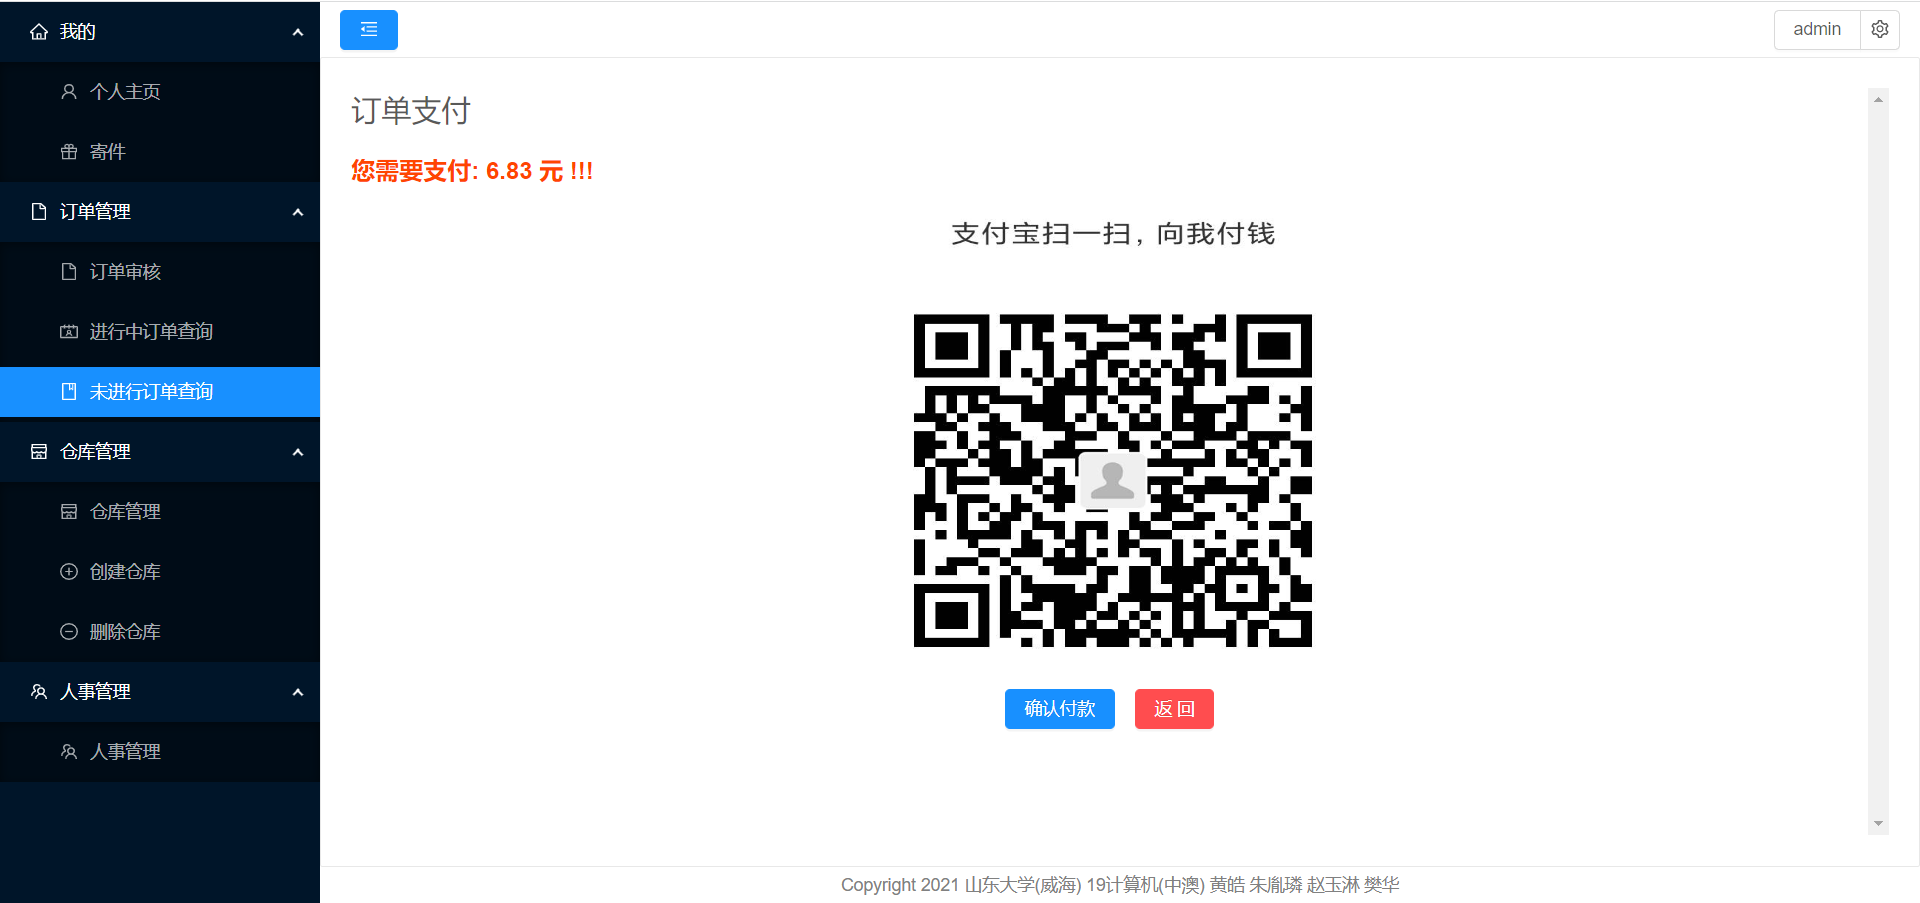 我的
个人主页
寄件
订单管理
订单审核
进行中订单查询
未进行订单查询
仓库管理
仓库管理
创建仓库
删除仓库
人事管理
人事管理
admin
订单支付
您需要支付: 6.83 元 !!!
支付宝扫一扫，向我付钱
确认付款
返 回
Copyright 2021 山东大学(威海) 19计算机(中澳) 黄皓 朱胤璘 赵玉淋 樊华